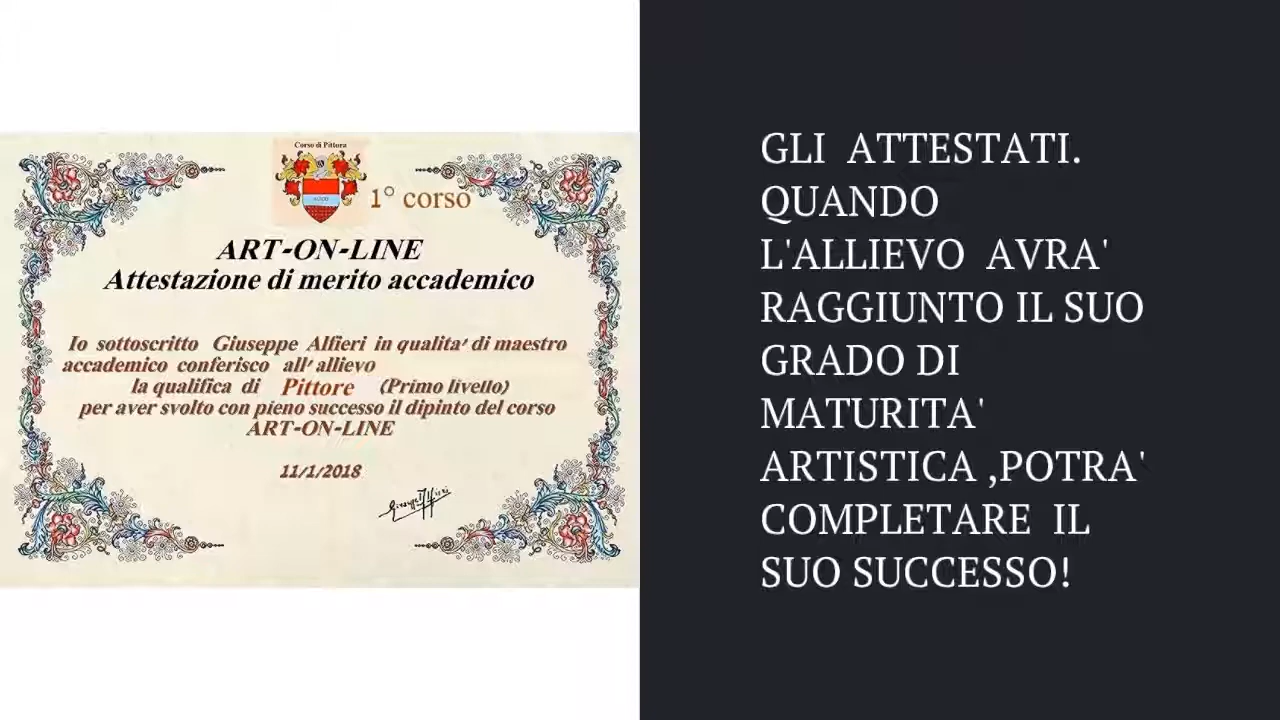 Corso di Pittura
1° corso
ART-ON-LINE
Attestazione di merito accademico
Io sottoscritto Giuseppe Alfieri in qualita' di maestro
accademico conferisco all' allievo
la qualifica di Pittore (Primo livello)
per aver svolto con pieno successo il dipinto del corso
ART-ON-LINE
11/1/2018
GLI ATTESTATI.
QUANDO
L'ALLIEVO AVRA'
RAGGIUNTO IL SUO
GRADO DI
MATURITA'
ARTISTICA ,POTRA'
COMPLETARE IL
SUO SUCCESSO!